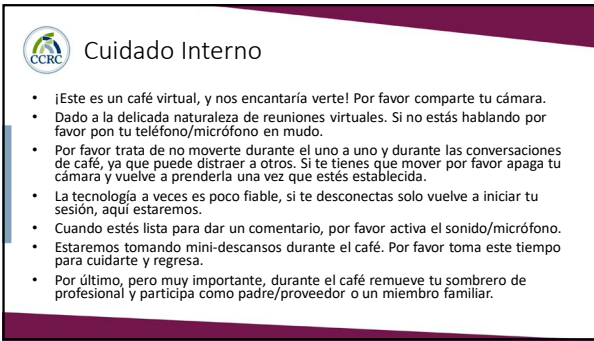 CCRC
Cuidado Interno
• ¡Este es un café virtual, y nos encantaría verte! Por favor comparte tu cámara.
• Dado a la delicada naturaleza de reuniones virtuales. Si no estás hablando por
favor pon tu teléfono/micrófono en mudo.
• Por favor trata de no moverte durante el uno a uno y durante las conversaciones
de café, ya que puede distraer a otros. Si te tienes que mover por favor apaga tu
cámara y vuelve a prenderla una vez que estés establecida.
• La tecnología a veces es poco fiable, si te desconectas solo vuelve a iniciar tu
sesión, aquí estaremos.
• Cuando estés lista para dar un comentario, por favor activa el sonido/micrófono.
• Estaremos tomando mini-descansos durante el café. Por favor toma este tiempo
para cuidarte y regresa.
• Por último, pero muy importante, durante el café remueve tu sombrero de
profesional y participa como padre/proveedor o un miembro familiar.